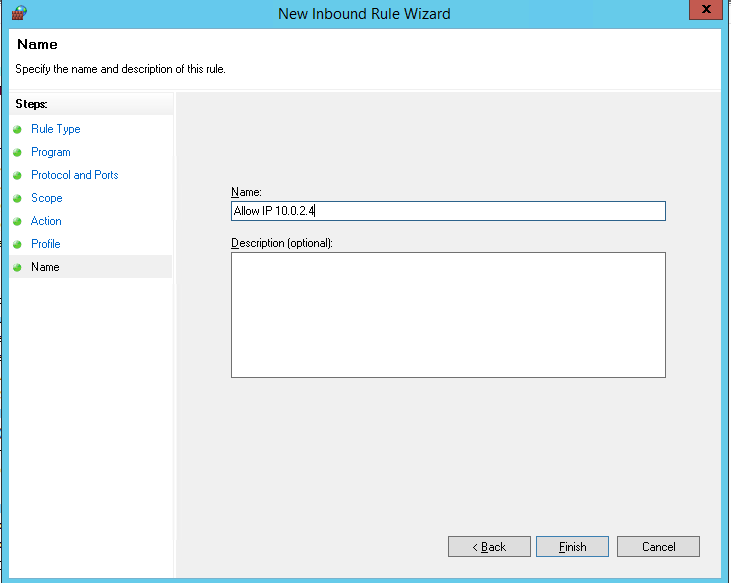 New Inbound Rule Wizard
x
Name
Specify the name and description of this rule.
Steps:
Rule Type
Program
Protocol and Ports
Scope
Action
Profile
Name
Name:
Allow IP 10.0.2.4
Description (optional):
< Back
Finish
Cancel